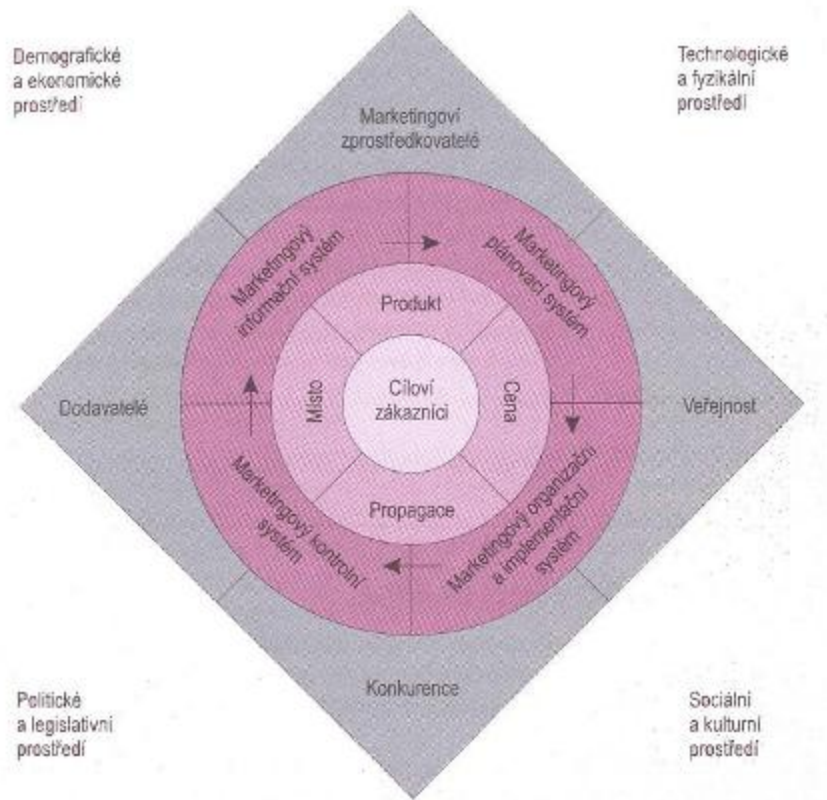 Demografické
a ekonomické
prostředí
Technologické
a fyzikální
prostředí
Marketingoví
zprostředkovatelé
Marketingový
informační systém
Marketingový
plánovací systém
Produkt
Dodavatelé
Místo
Cíloví
zákazníci
Cena
Veřejnost
Propagace
Marketingový kontrolní
systém
Marketingový organizační
a implementační
systém
Konkurence
Politické
a legislativní
prostředí
Sociální
a kulturní
prostředí